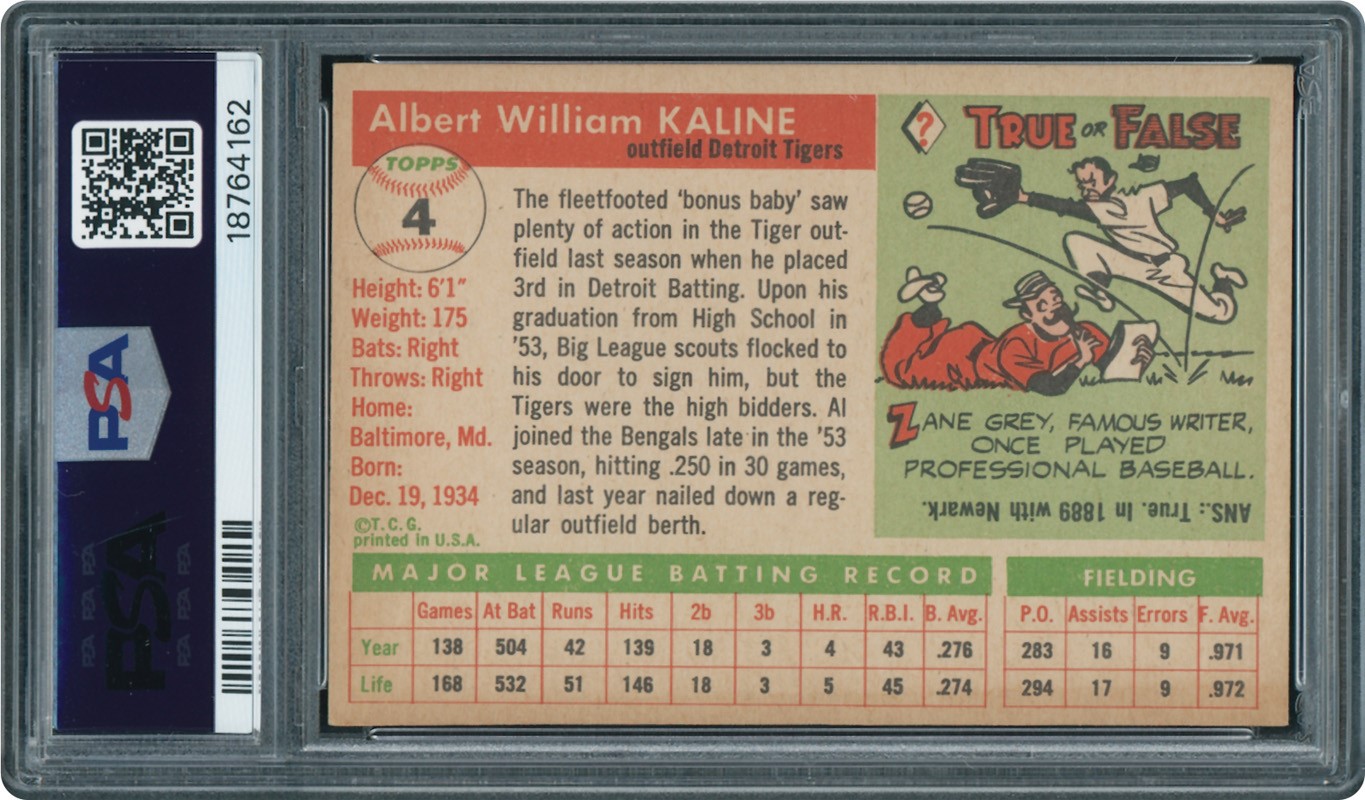 18764162
PSA
PSA
Albert William KALINE
outfield Detroit Tigers
TOPPS
4
Height: 6'1"
Weight: 175
Bats: Right
Throws: Right
Home:
Baltimore, Md.
Born:
Dec. 19, 1934
©T. C. G.
printed in U.S.A.
The fleetfooted 'bonus baby' saw
plenty of action in the Tiger out-
field last season when he placed
3rd in Detroit Batting. Upon his
graduation from High School in
'53, Big League scouts flocked to
his door to sign him, but the
Tigers were the high bidders. Al
joined the Bengals late in the '53
season, hitting .250 in 30 games,
and last year nailed down a reg-
ular outfield berth.
? TRUE OR FALSE
ZANE GREY, FAMOUS WRITER,
ONCE PLAYED
PROFESSIONAL BASEBALL.
ANS.: True. In 1889 with Newark.
MAJOR LEAGUE BATTING RECORD
Games At Bat Runs Hits 2b 3b H.R. R.B.I. B. Avg.
Year 138 504 42 139 18 3 4 43 .276
Life 168 532 51 146 18 3 5 45 .274
FIELDING
P.O. Assists Errors F. Avg.
283 16 9 .971
294 17 9 .972